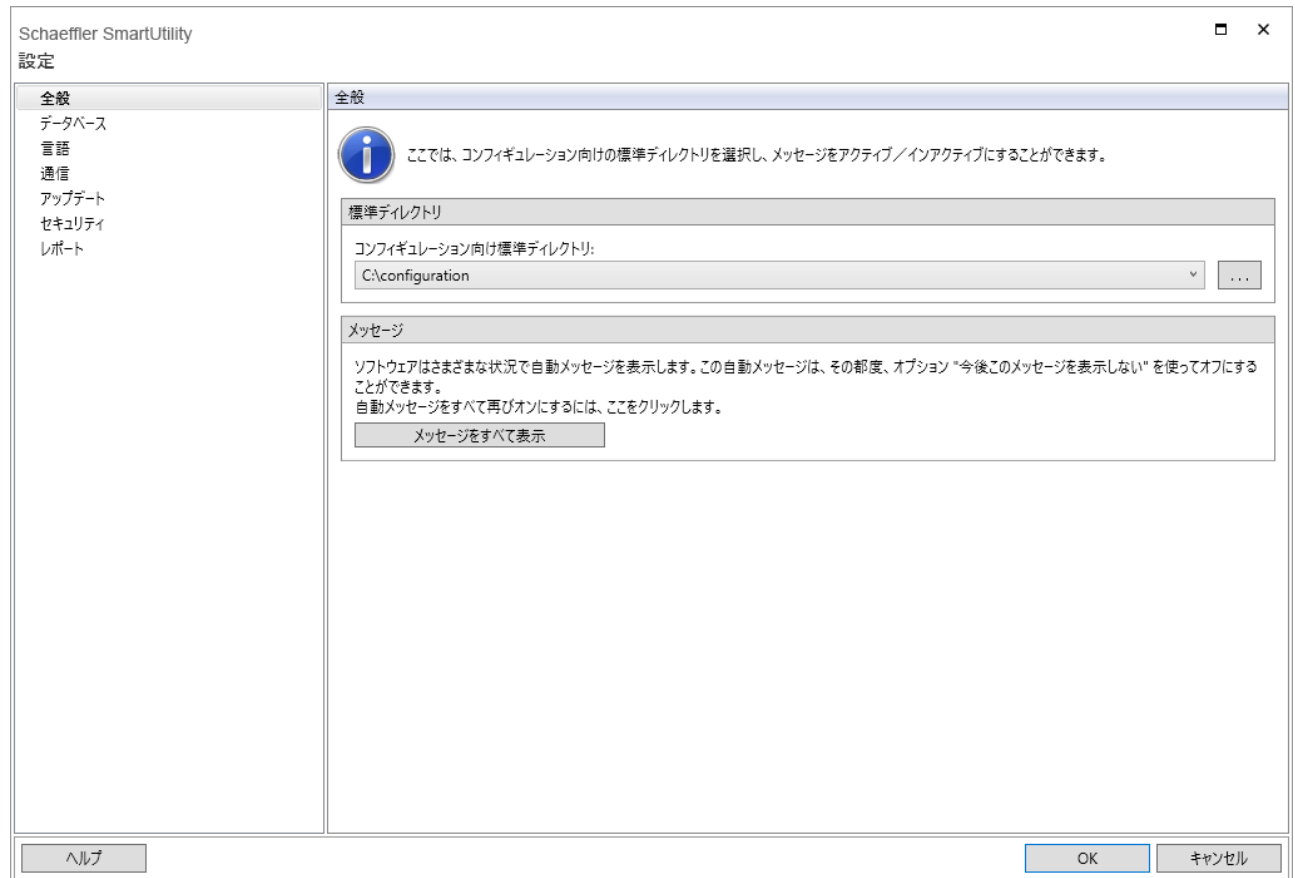 Schaeffler SmartUtility
設定
全般
データベース
言語
通信
アップデート
セキュリティ
レポート
全般
ここでは、コンフィギュレーション向けの標準ディレクトリを選択し、メッセージをアクティブ／インアクティブにすることができます。
標準ディレクトリ
コンフィギュレーション向け標準ディレクトリ:
C:\configuration
...
メッセージ
ソフトウェアはさまざまな状況で自動メッセージを表示します。この自動メッセージは、その都度、オプション "今後このメッセージを表示しない" を使ってオフにする
ことができます。
自動メッセージをすべて再びオンにするには、ここをクリックします。
メッセージをすべて表示
ヘルプ
OK
キャンセル